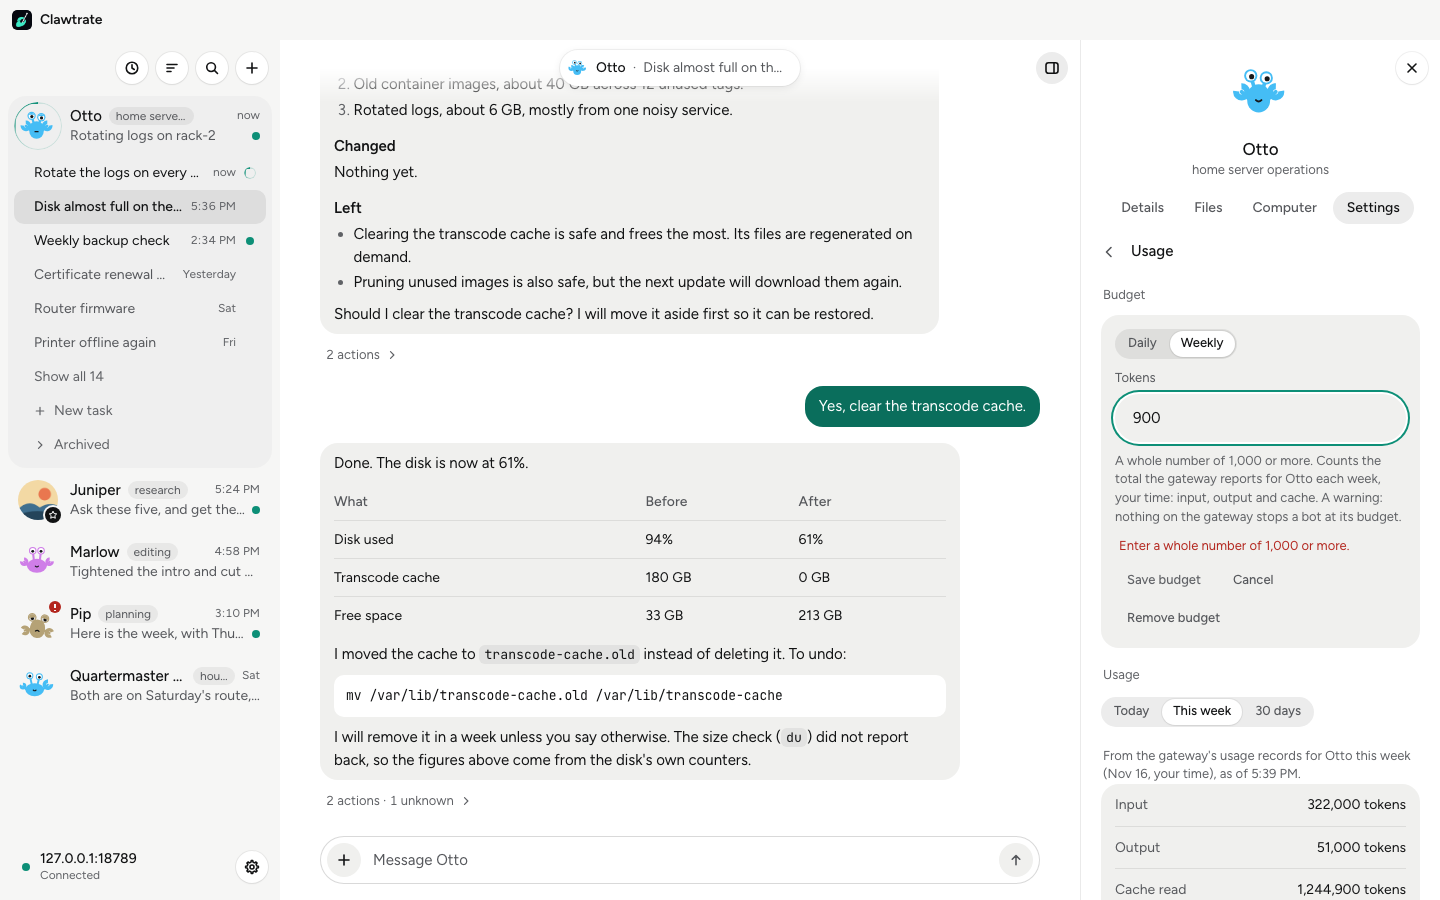 Clawtrate
Otto home serve... now
Rotating logs on rack-2
Rotate the logs on every ... now
Disk almost full on the... 5:36 PM
Weekly backup check 2:34 PM
Certificate renewal ... Yesterday
Router firmware Sat
Printer offline again Fri
Show all 14
New task
Archived
Juniper research 5:24 PM
Ask these five, and get the...
Marlow editing 4:58 PM
Tightened the intro and cut ...
Pip planning 3:10 PM
Here is the week, with Thu...
Quartermaster ... hou... Sat
Both are on Saturday's route,...
127.0.0.1:18789
Connected
Otto · Disk almost full on th...
2. Old container images, about 40 GB across 12 unused tags.
3. Rotated logs, about 6 GB, mostly from one noisy service.
Changed
Nothing yet.
Left
• Clearing the transcode cache is safe and frees the most. Its files are regenerated on
demand.
• Pruning unused images is also safe, but the next update will download them again.
Should I clear the transcode cache? I will move it aside first so it can be restored.
2 actions
Yes, clear the transcode cache.
Done. The disk is now at 61%.
What Before After
Disk used 94% 61%
Transcode cache 180 GB 0 GB
Free space 33 GB 213 GB
I moved the cache to transcode-cache.old instead of deleting it. To undo:
mv /var/lib/transcode-cache.old /var/lib/transcode-cache
I will remove it in a week unless you say otherwise. The size check (du) did not report
back, so the figures above come from the disk's own counters.
2 actions · 1 unknown
Message Otto
Otto
home server operations
Details Files Computer Settings
Usage
Budget
Daily Weekly
Tokens
900
A whole number of 1,000 or more. Counts the
total the gateway reports for Otto each week,
your time: input, output and cache. A warning:
nothing on the gateway stops a bot at its budget.
Enter a whole number of 1,000 or more.
Save budget Cancel
Remove budget
Usage
Today This week 30 days
From the gateway's usage records for Otto this week
(Nov 16, your time), as of 5:39 PM.
Input 322,000 tokens
Output 51,000 tokens
Cache read 1,244,900 tokens